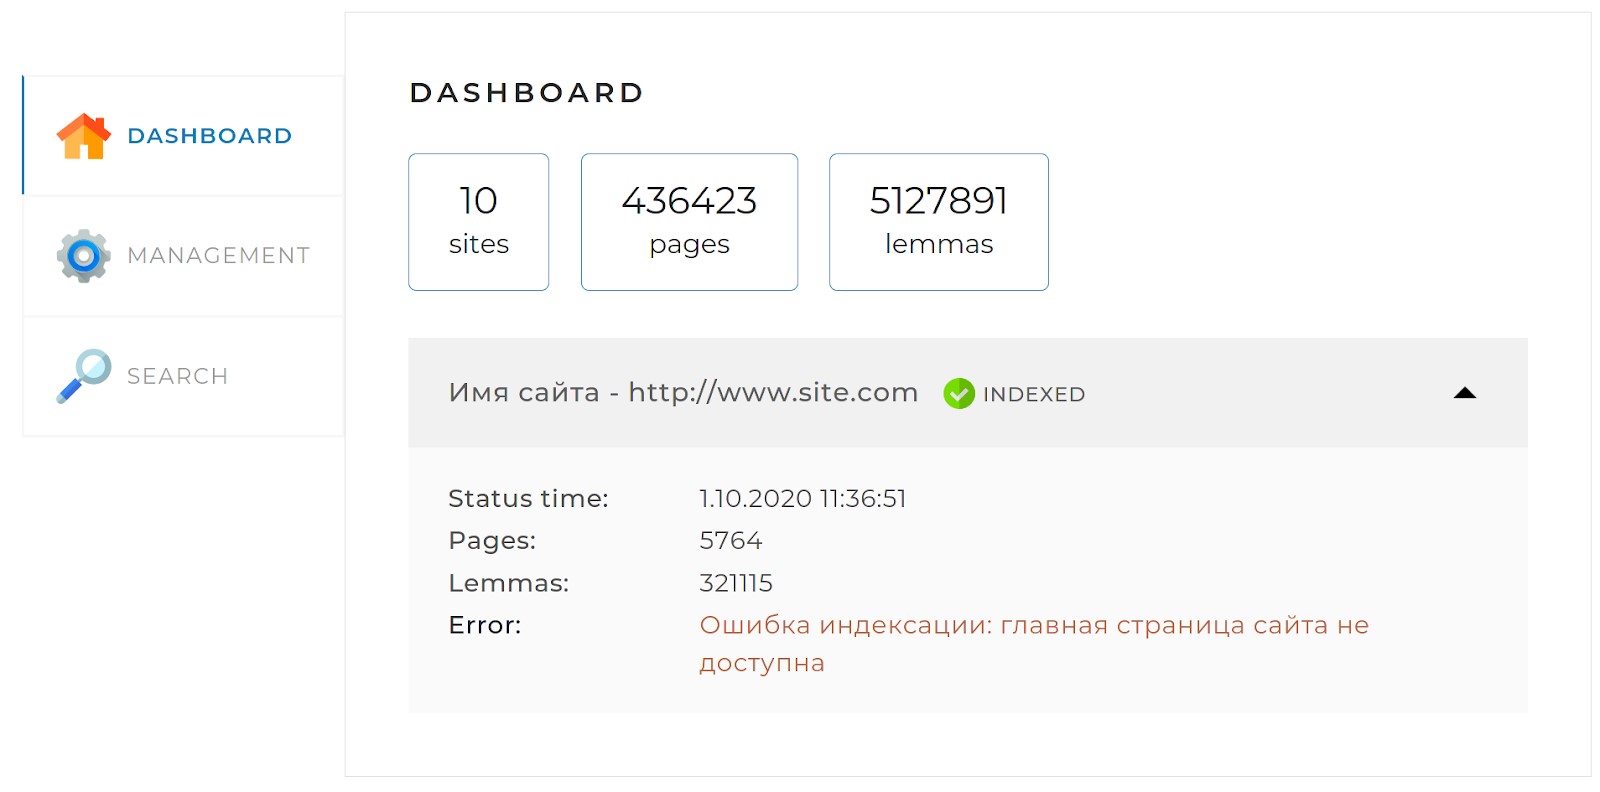 DASHBOARD
MANAGEMENT
SEARCH
DASHBOARD
10
sites
436423
pages
5127891
lemmas
Имя сайта - http://www.site.com INDEXED
Status time: 1.10.2020 11:36:51
Pages: 5764
Lemmas: 321115
Error: Ошибка индексации: главная страница сайта не
доступна